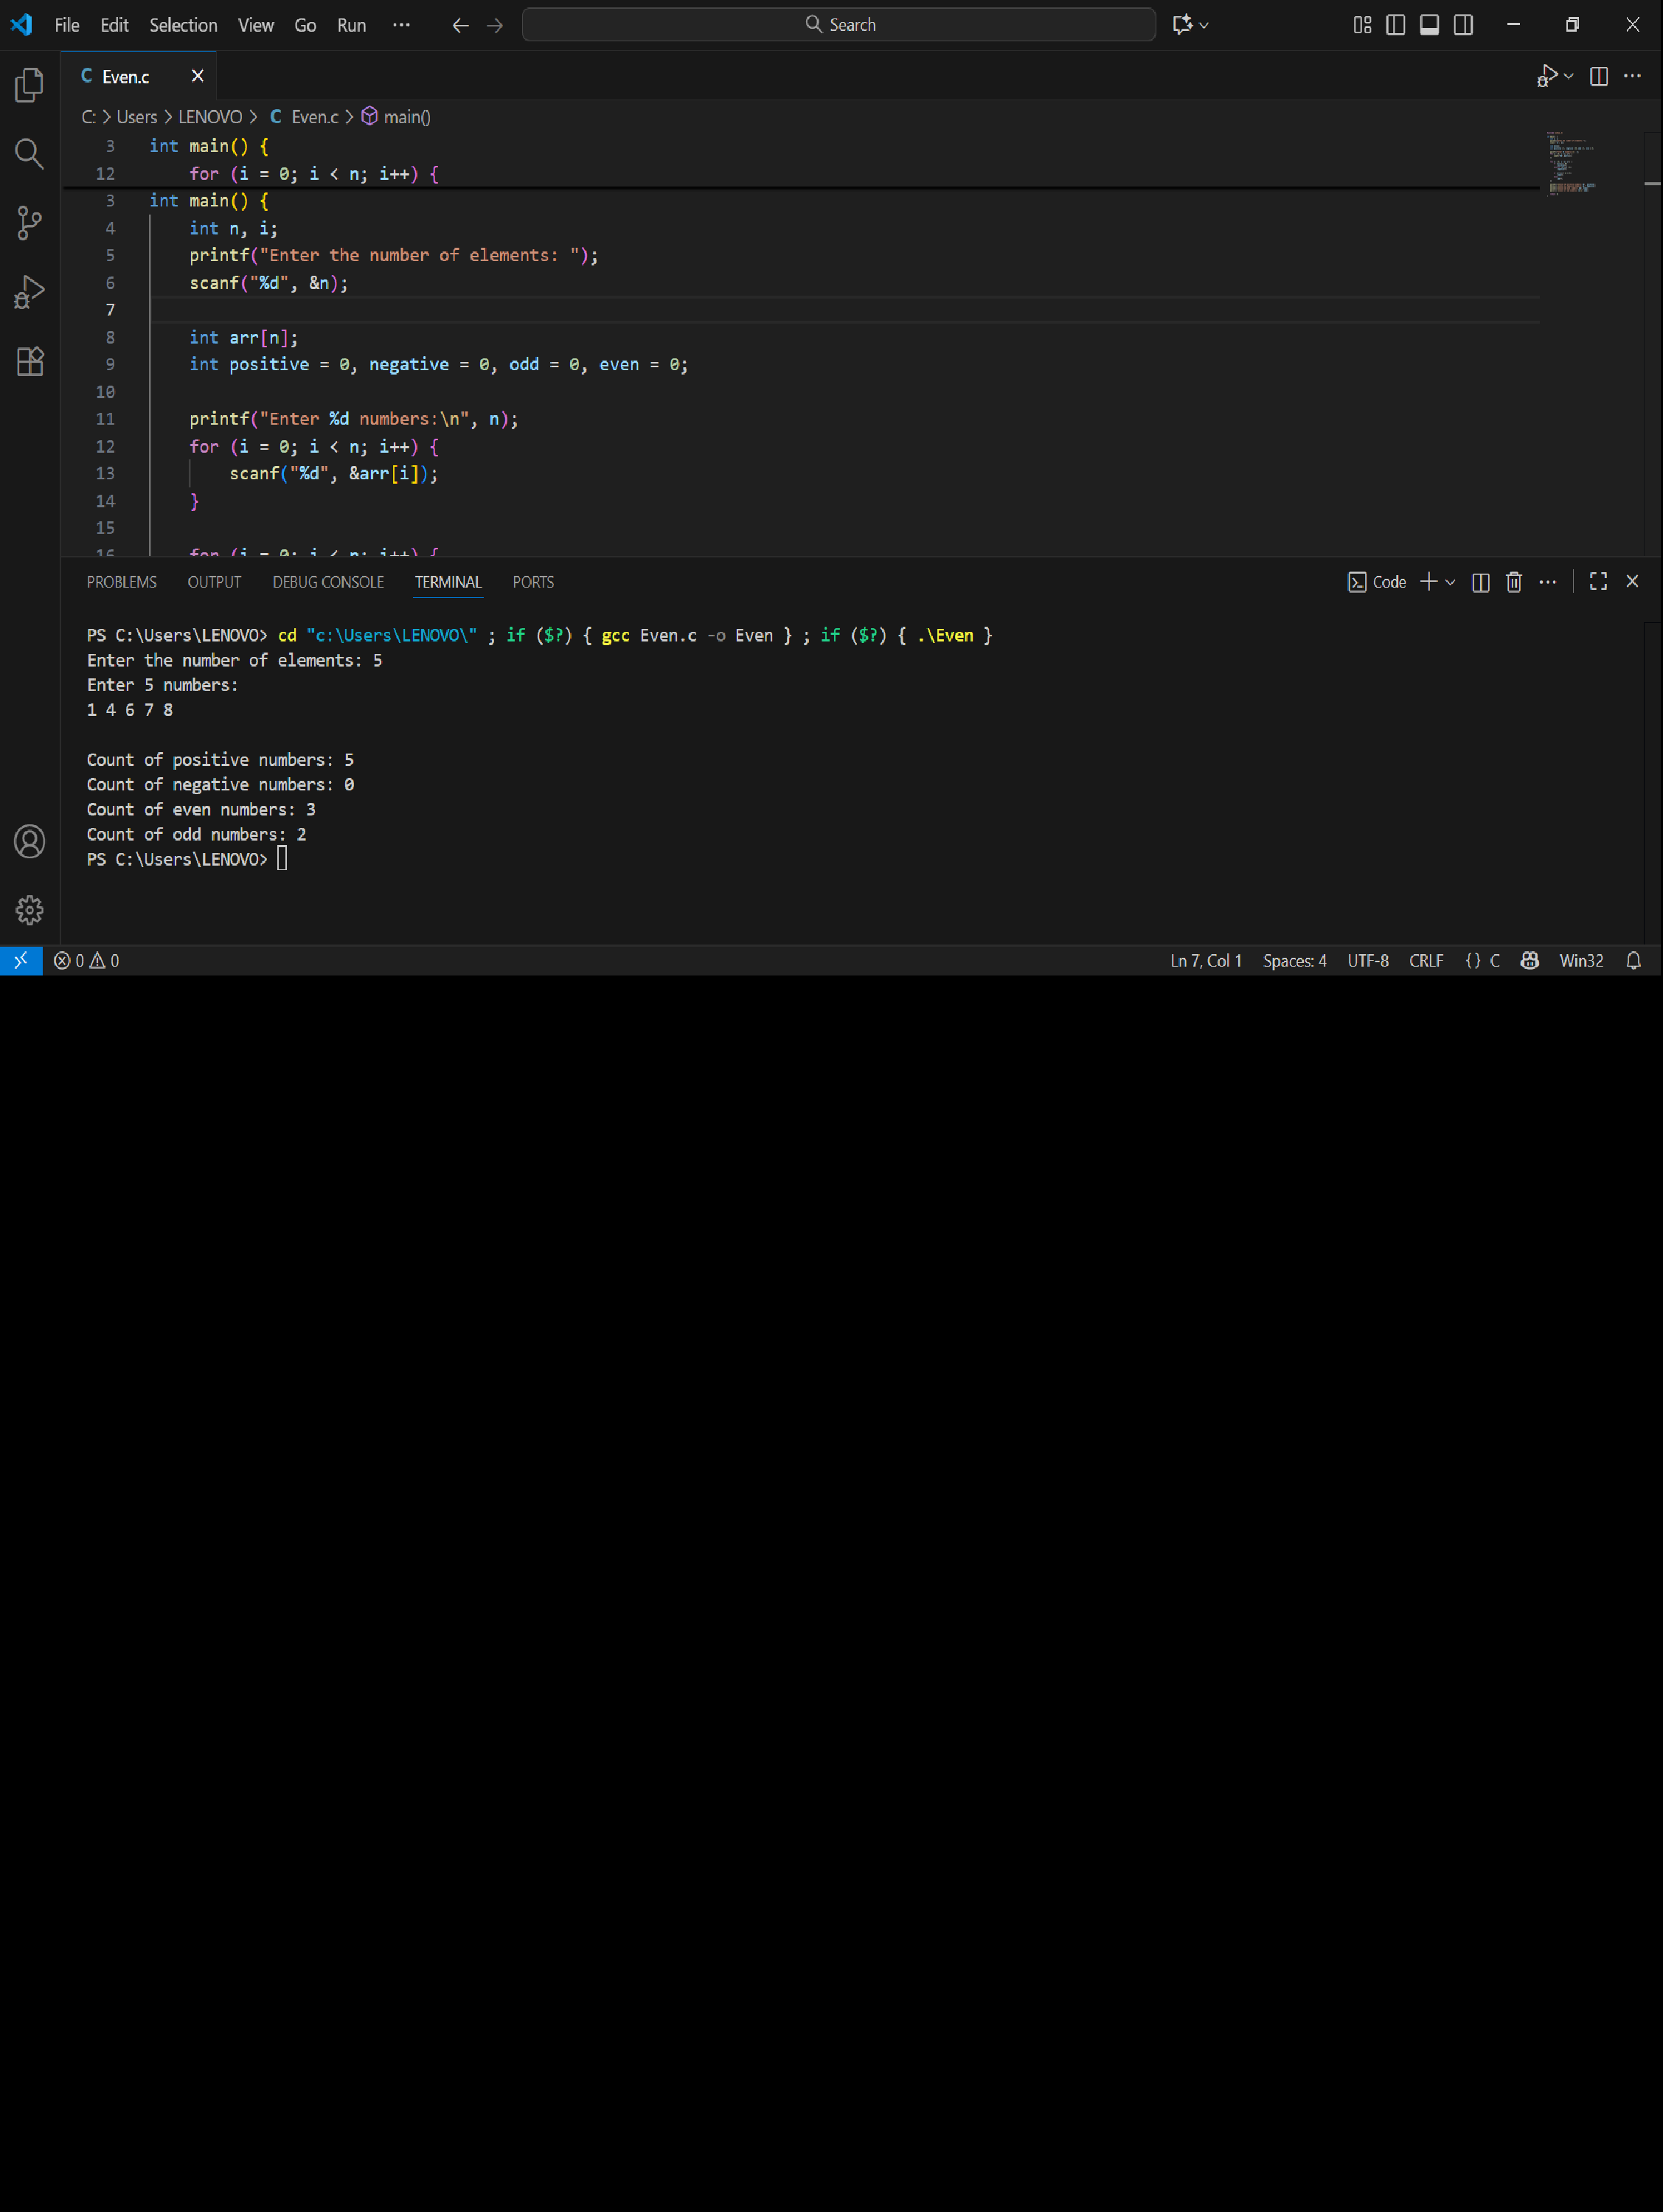 File Edit Selection View Go Run ··· Search
C Even.c
C: > Users > LENOVO > C Even.c > main()
3 int main() {
12 for (i = 0; i < n; i++) {
3 int main() {
4 int n, i;
5 printf("Enter the number of elements: ");
6 scanf("%d", &n);
7
8 int arr[n];
9 int positive = 0, negative = 0, odd = 0, even = 0;
10
11 printf("Enter %d numbers:\n", n);
12 for (i = 0; i < n; i++) {
13 scanf("%d", &arr[i]);
14 }
15
16 for (i = 0; i < n; i++) {
PROBLEMS OUTPUT DEBUG CONSOLE TERMINAL PORTS Code
PS C:\Users\LENOVO> cd "c:\Users\LENOVO\" ; if ($?) { gcc Even.c -o Even } ; if ($?) { .\Even }
Enter the number of elements: 5
Enter 5 numbers:
1 4 6 7 8
Count of positive numbers: 5
Count of negative numbers: 0
Count of even numbers: 3
Count of odd numbers: 2
PS C:\Users\LENOVO>
0 0 Ln 7, Col 1 Spaces: 4 UTF-8 CRLF {} C Win32